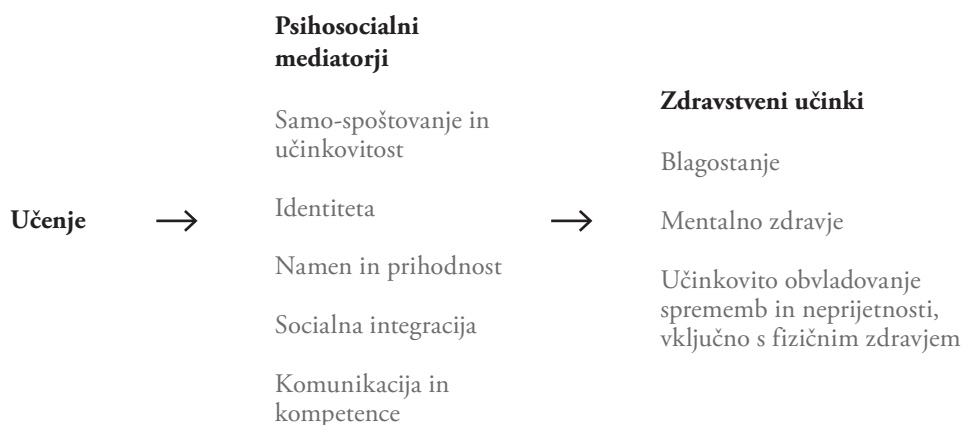 Učenje
→
Psihosocialni
mediatorji
Samo-spoštovanje in
učinkovitost
Identiteta
Namen in prihodnost
Socialna integracija
Komunikacija in
kompetence
→
Zdravstveni učinki
Blagostanje
Mentalno zdravje
Učinkovito obvladovanje
sprememb in neprijetnosti,
vključno s fizičnim zdravjem